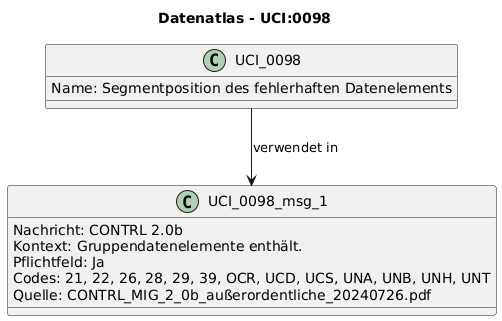 Datenatlas - UCI:0098
C UCI_0098
Name: Segmentposition des fehlerhaften Datenelements
verwendet in
C UCI_0098_msg_1
Nachricht: CONTRL 2.0b
Kontext: Gruppendatenelemente enthält.
Pflichtfeld: Ja
Codes: 21, 22, 26, 28, 29, 39, OCR, UCD, UCS, UNA, UNB, UNH, UNT
Quelle: CONTRL_MIG_2_0b_außerordentliche_20240726.pdf